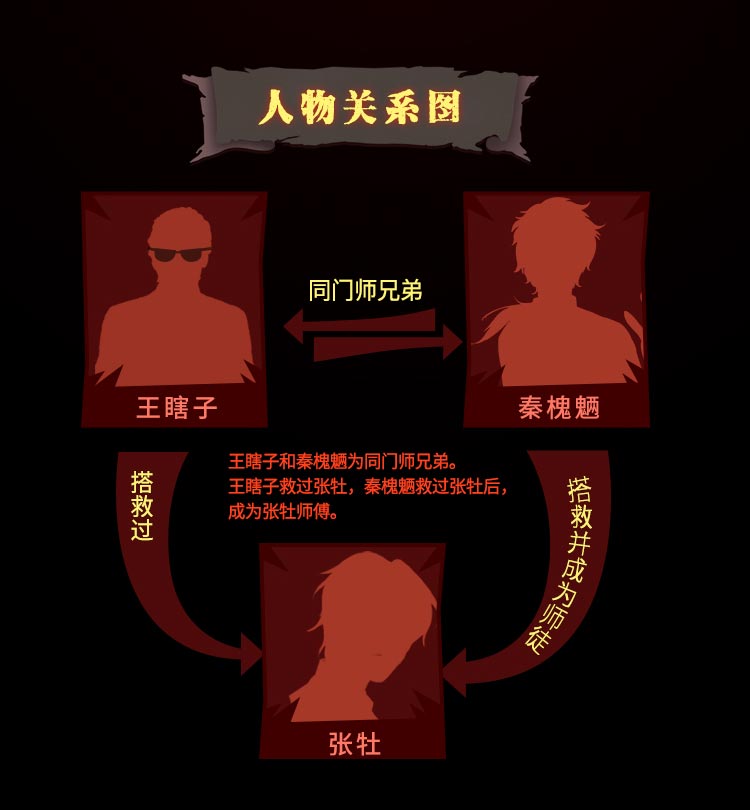 人物关系图
同门师兄弟
王瞎子
秦槐魉
王瞎子和秦槐魉为同门师兄弟。
王瞎子救过张牡，秦槐魉救过张牡后，
成为张牡师傅。
搭救过
搭救并成为师徒
张牡